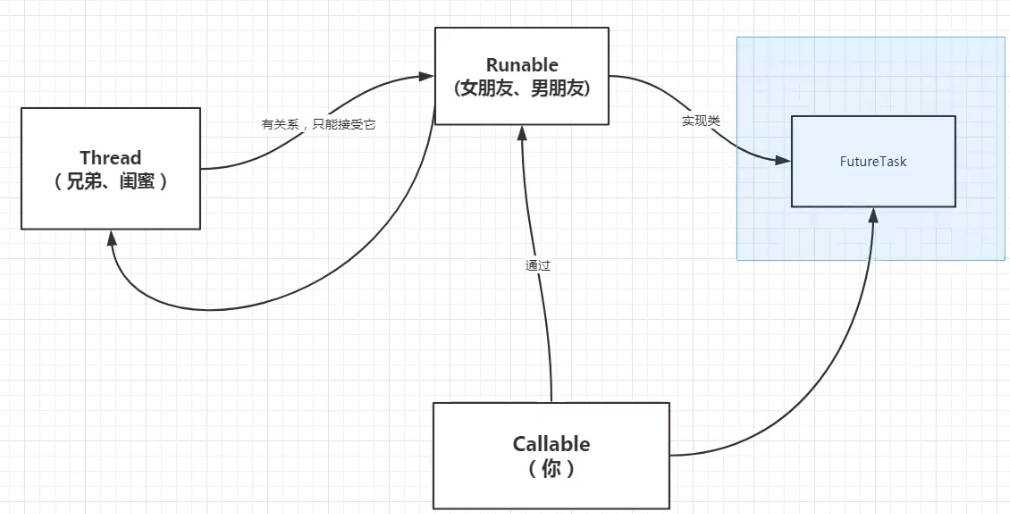 Runable
(女朋友、男朋友)
有关系，只能接受它
实现类
Thread
（兄弟、闺蜜）
FutureTask
通过
Callable
（你）